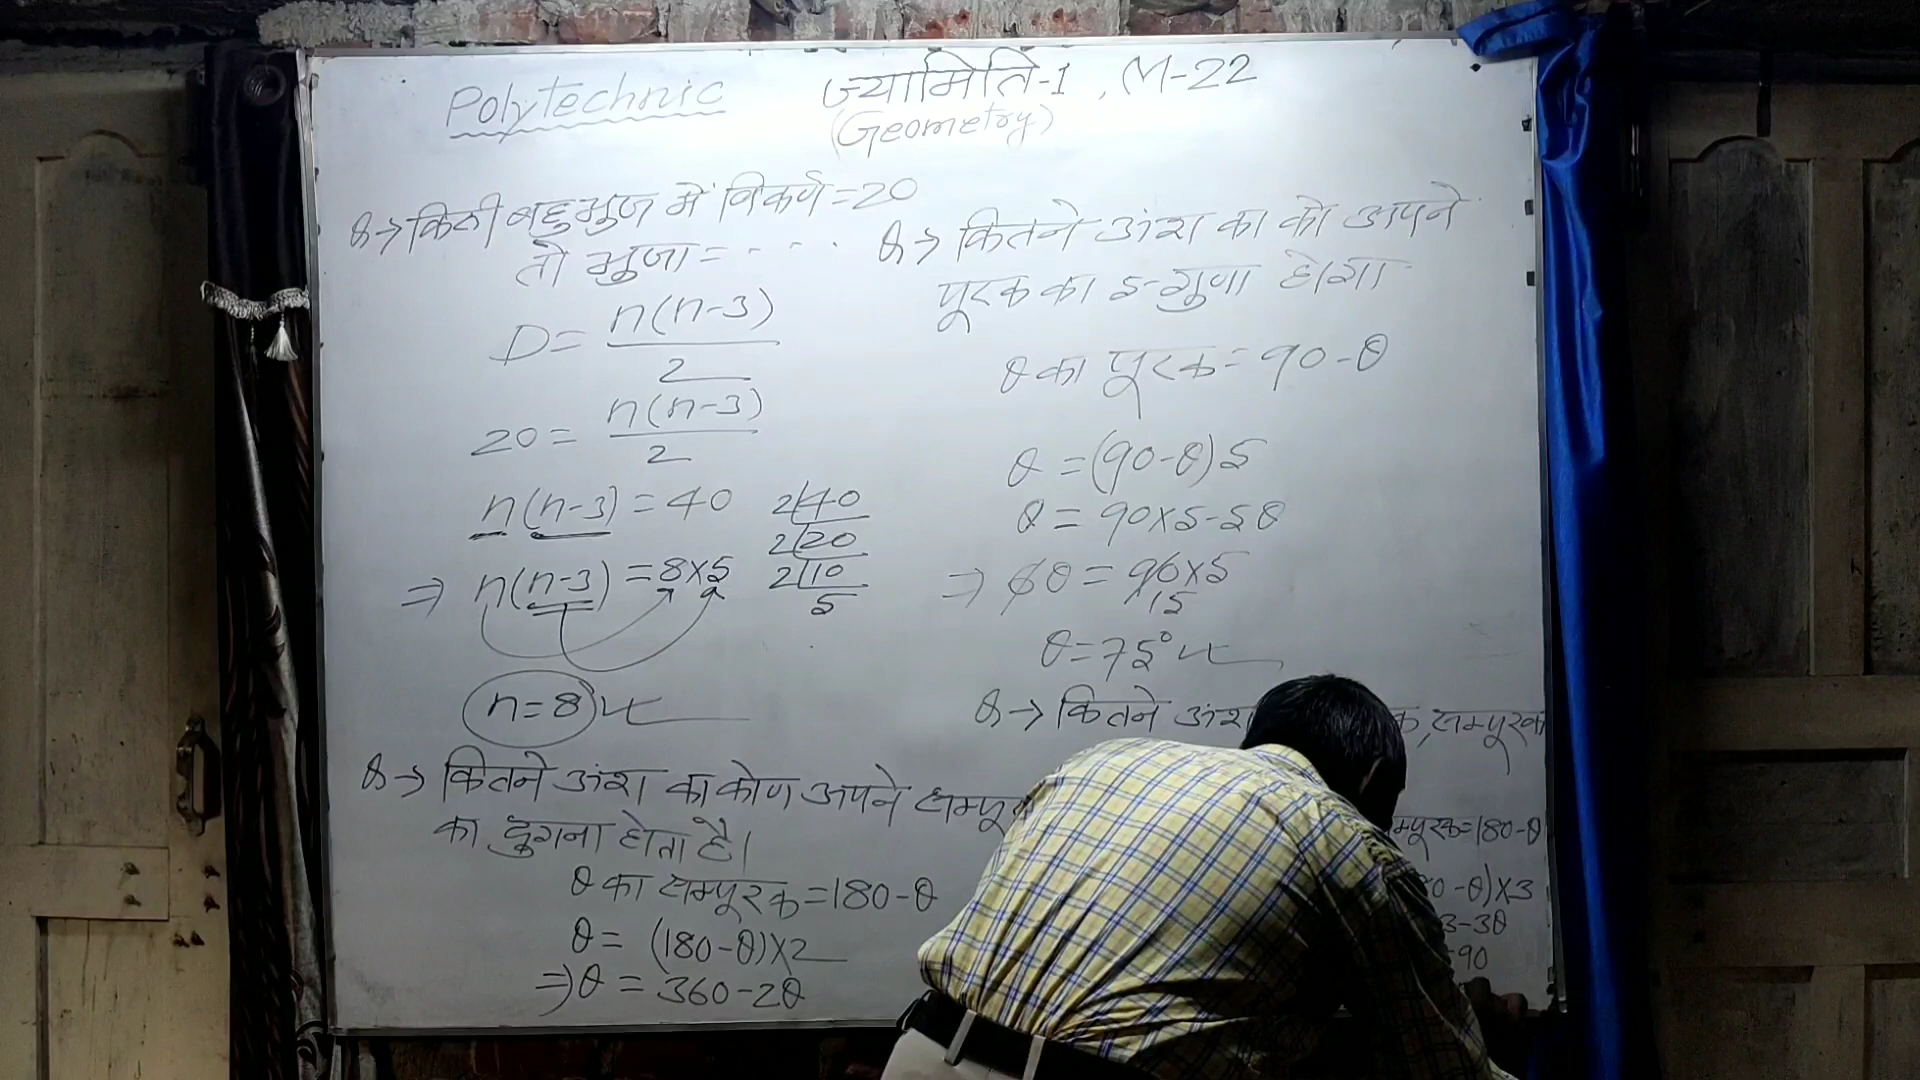 Polytechnic
ज्यामिति-1, M-22
(Geometry)
Q→ किसी बहुभुज में विकर्ण=20
तो भुजा= - - - .
D= n(n-3)/2
20= n(n-3)/2
n(n-3)=40
2|40
2|20
2|10
5
⇒ n(n-3)=8×5
n=8
Q→ कितने अंश का कोण अपने सम्पूर
का दुगना होता है।
θ का सम्पूरक=180-θ
θ= (180-θ)×2
⇒θ = 360-2θ
Q→ कितने अंश का को अपने
पूरक का 5-गुणा होगा
θ का पूरक=90-θ
θ =(90-θ)5
θ = 90×5-5θ
⇒ 6θ = 90×5
15
θ=75°
Q→ कितने अंश क, सम्पूरक
म्पूरक=180-θ
0-θ)×3
3-3θ
90